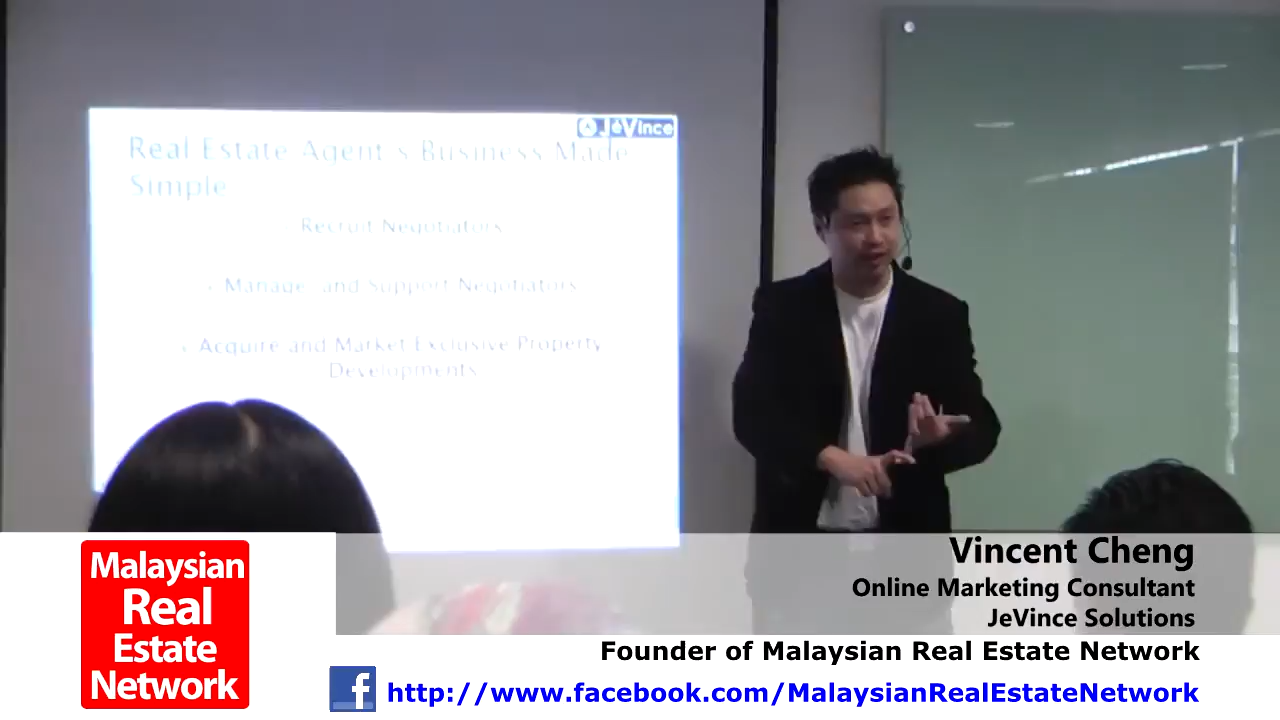 JeVince
Real Estate Agent's Business Made
Simple
Recruit Negotiators
Manage and Support Negotiators
Acquire and Market Exclusive Property
Developments
Vincent Cheng
Online Marketing Consultant
JeVince Solutions
Malaysian
Real
Estate
Network
Founder of Malaysian Real Estate Network
f http://www.facebook.com/MalaysianRealEstateNetwork